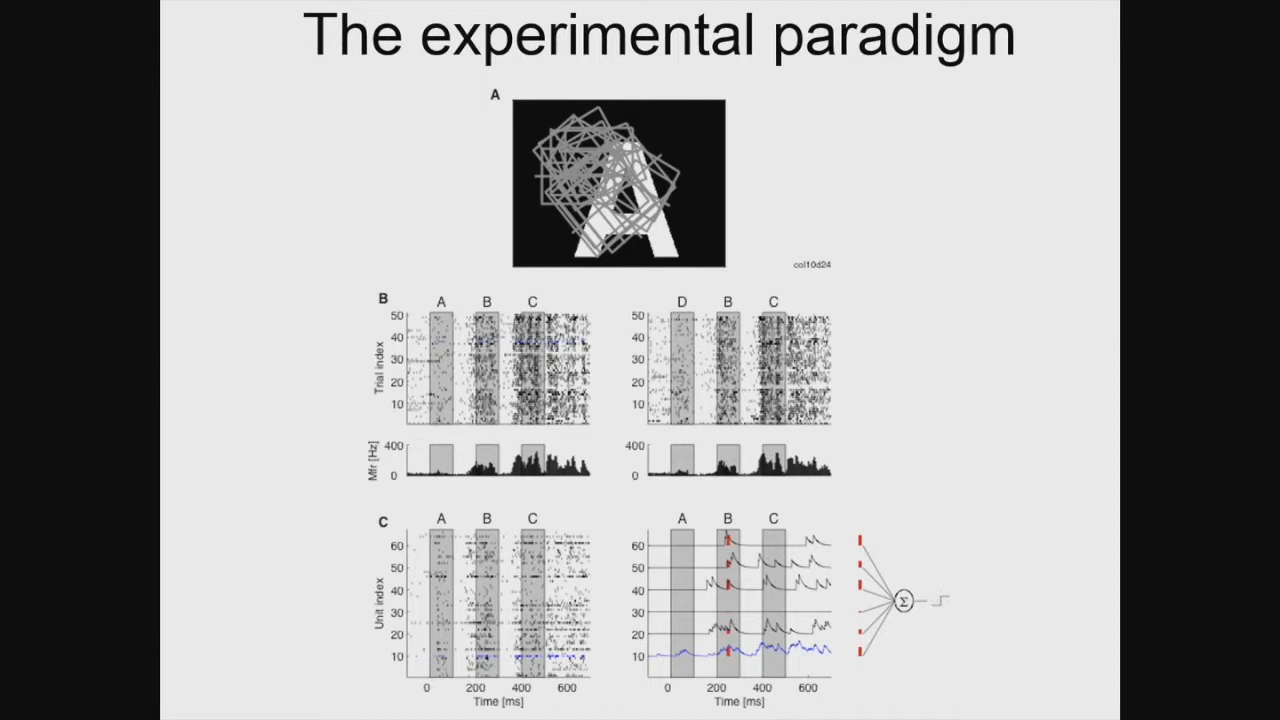 The experimental paradigm
A
A
col10d24
B
A B C
D B C
50
40
30
20
10
Trial index
50
40
30
20
10
400
0
Mfr [Hz]
400
0
C
A B C
A B C
60
50
40
30
20
10
Unit index
60
50
40
30
20
10
Σ
0 200 400 600
Time [ms]
0 200 400 600
Time [ms]